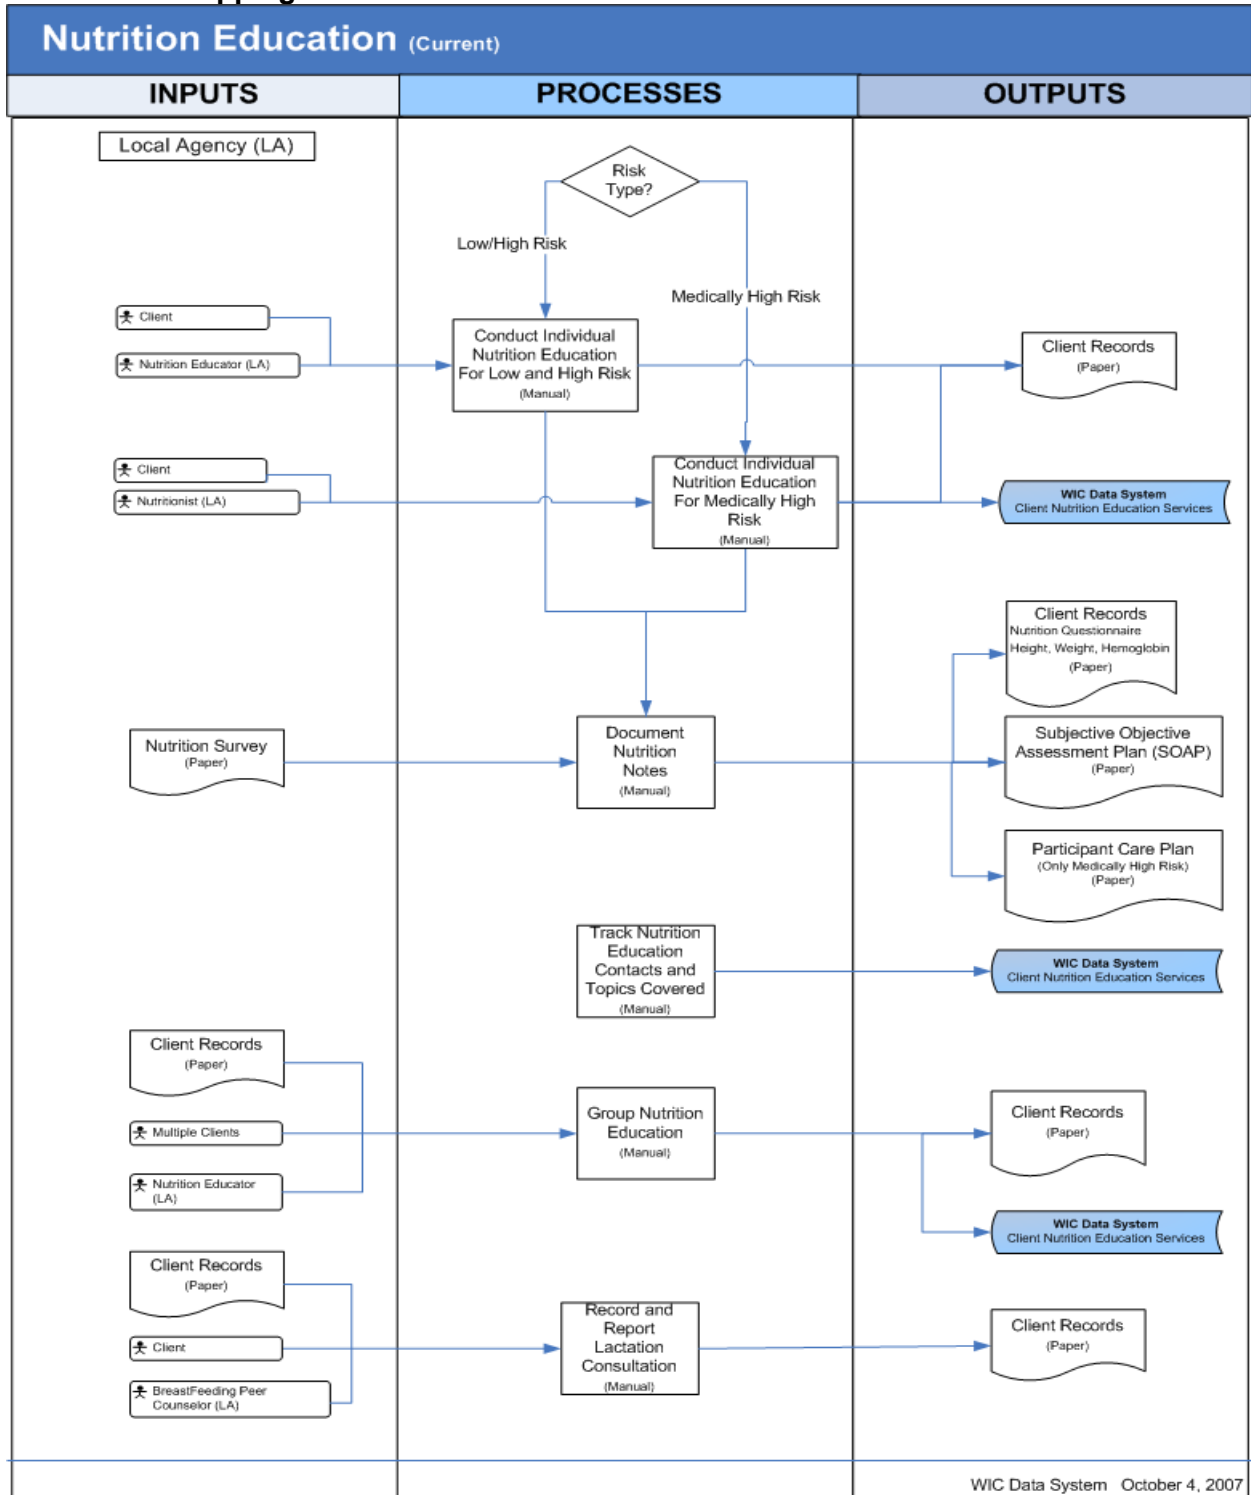 pping
Nutrition Education (Current)
INPUTS
PROCESSES
OUTPUTS
Local Agency (LA)
Risk
Type?
Low/High Risk
Medically High Risk
Client
Nutrition Educator (LA)
Conduct Individual
Nutrition Education
For Low and High Risk
(Manual)
Client Records
(Paper)
Client
Nutritionist (LA)
Conduct Individual
Nutrition Education
For Medically High
Risk
(Manual)
WIC Data System
Client Nutrition Education Services
Client Records
Nutrition Questionnaire
Height, Weight, Hemoglobin
(Paper)
Nutrition Survey
(Paper)
Document
Nutrition
Notes
(Manual)
Subjective Objective
Assessment Plan (SOAP)
(Paper)
Participant Care Plan
(Only Medically High Risk)
(Paper)
Track Nutrition
Education
Contacts and
Topics Covered
(Manual)
WIC Data System
Client Nutrition Education Services
Client Records
(Paper)
Multiple Clients
Nutrition Educator
(LA)
Group Nutrition
Education
(Manual)
Client Records
(Paper)
WIC Data System
Client Nutrition Education Services
Client Records
(Paper)
Client
BreastFeeding Peer
Counselor (LA)
Record and
Report
Lactation
Consultation
(Manual)
Client Records
(Paper)
WIC Data System October 4, 2007